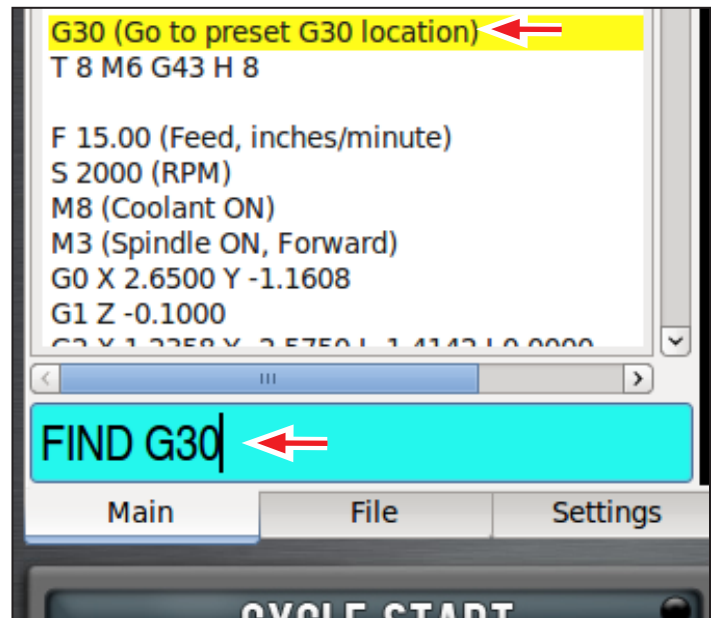 G30 (Go to preset G30 location)
T 8 M6 G43 H 8
F 15.00 (Feed, inches/minute)
S 2000 (RPM)
M8 (Coolant ON)
M3 (Spindle ON, Forward)
G0 X 2.6500 Y -1.1608
G1 Z -0.1000
FIND G30
Main File Settings
CYCLE START